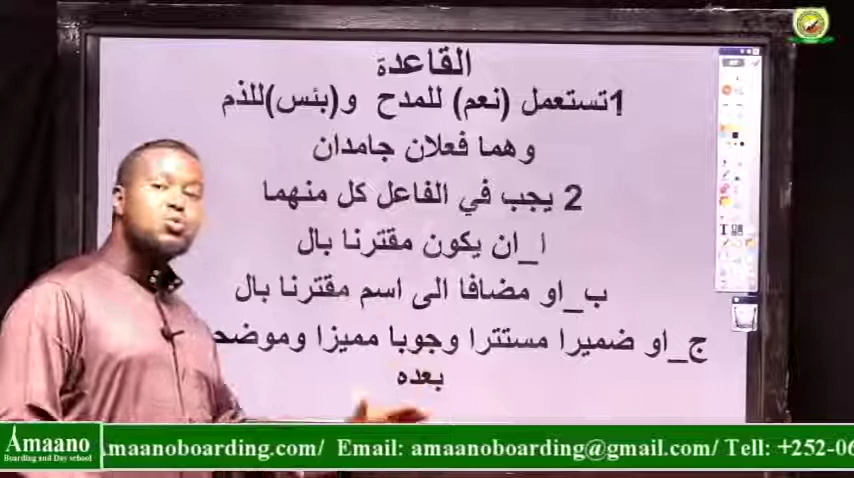 القاعدة
1تستعمل (نعم) للمدح و(بئس)للذم
وهما فعلان جامدان
2 يجب في الفاعل كل منهما
ا_ان يكون مقترنا بال
ب_او مضافا الى اسم مقترنا بال
ج_او ضميرا مستترا وجوبا مميزا وموضح
بعده
Amaano
Boarding and Day school
maanoboarding.com/ Email: amaanoboarding@gmail.com/ Tell: +252-06